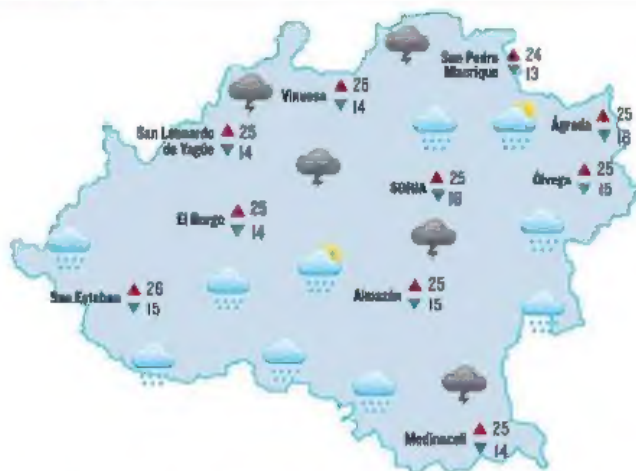 San Pedro
Manrique
▲ 24
▼ 13
Vinuesa
▲ 25
▼ 14
San Leonardo
de Yagüe
▲ 25
▼ 14
Ágreda
▲ 25
▼ 16
SORIA
▲ 25
▼ 16
Ólvega
▲ 25
▼ 15
El Burgo
▲ 25
▼ 14
San Esteban
▲ 26
▼ 15
Almazán
▲ 25
▼ 15
Medinaceli
▲ 25
▼ 14